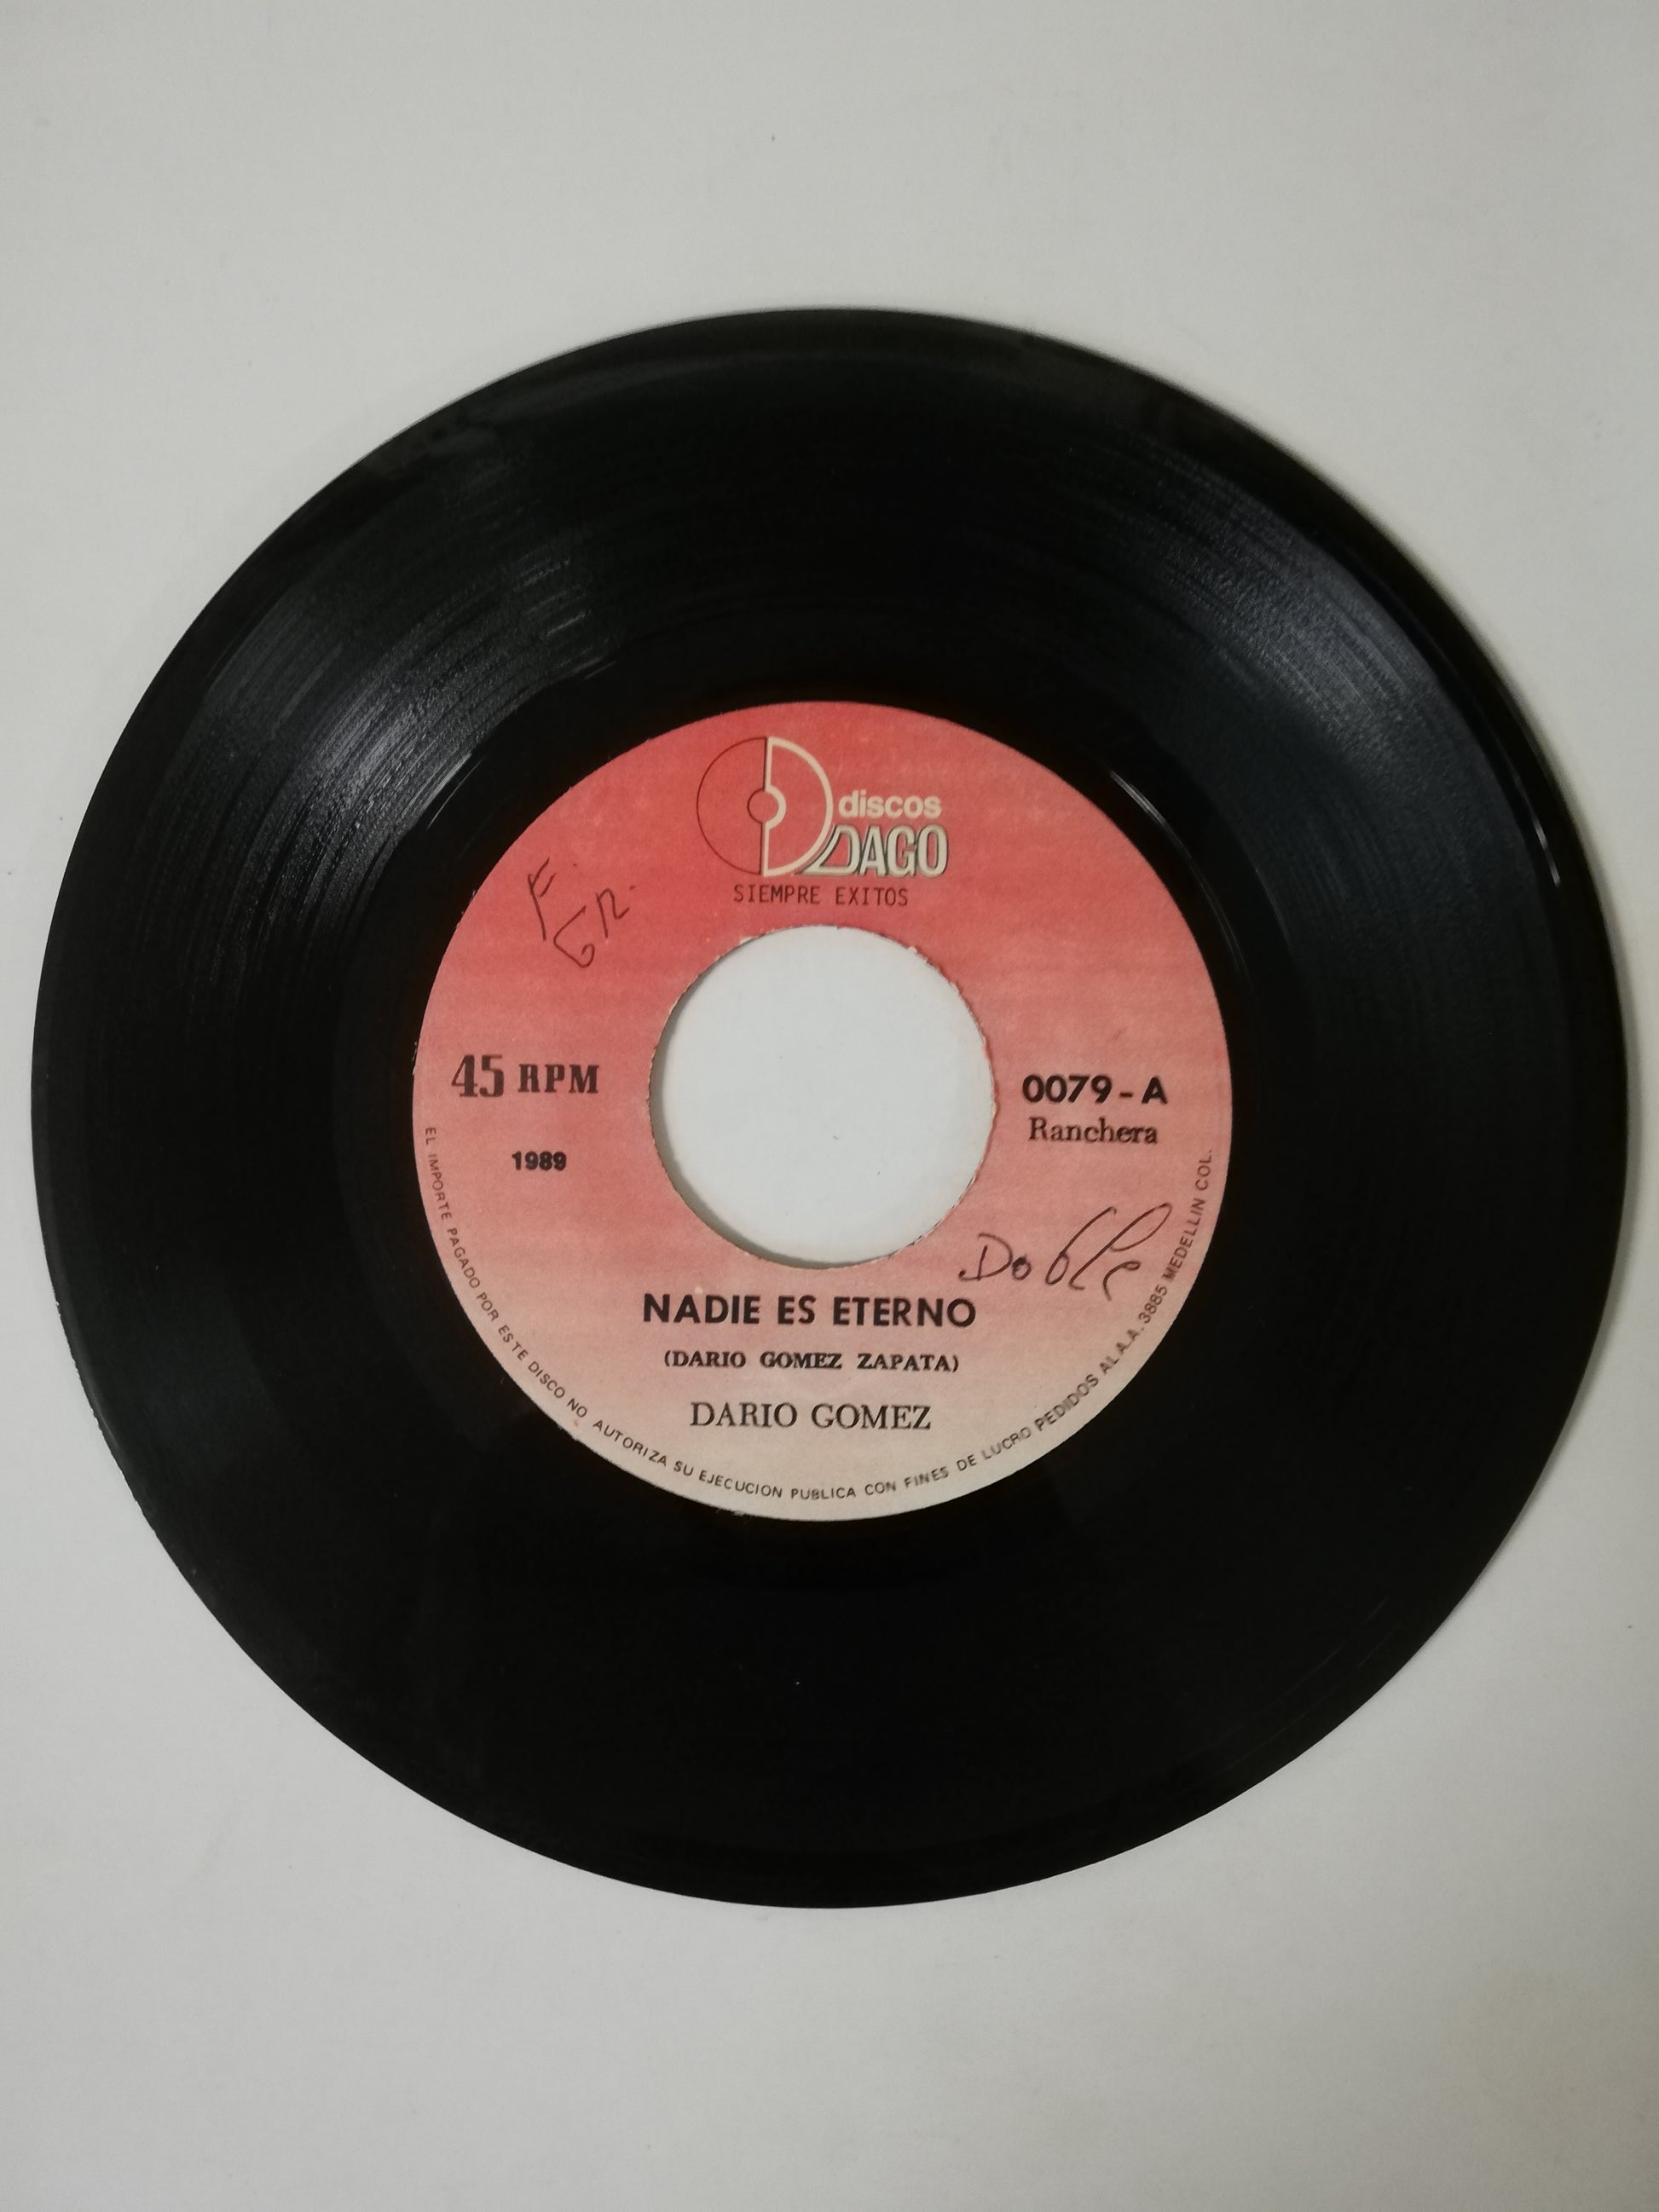 discos
DAGO
SIEMPRE EXITOS
F.
GR.
45 RPM
1989
0079-A
Ranchera
Doble
NADIE ES ETERNO
(DARIO GOMEZ ZAPATA)
DARIO GOMEZ
EL IMPORTE PAGADO POR ESTE DISCO NO AUTORIZA SU EJECUCION PUBLICA CON FINES DE LUCRO PEDIDOS AL A.A. 3885 MEDELLIN COL.